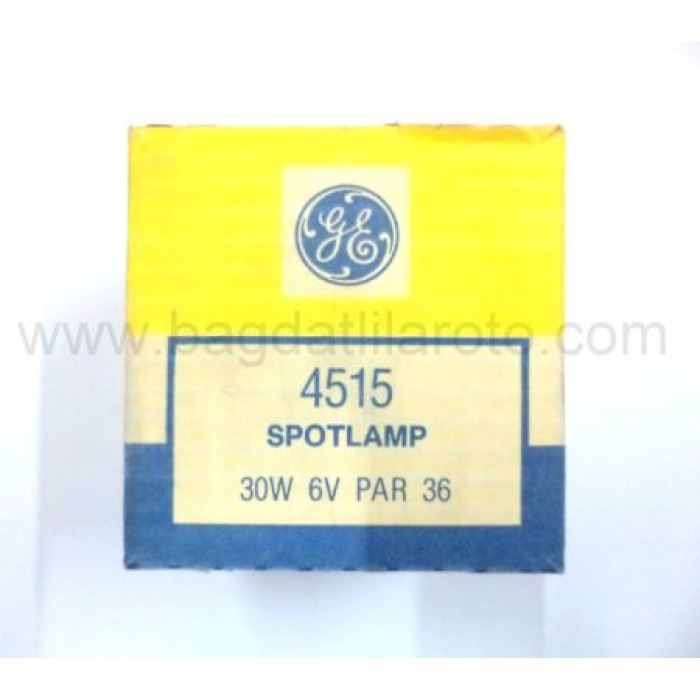 GE
www.bagdatlilaroto.com
4515
SPOTLAMP
30W 6V PAR 36